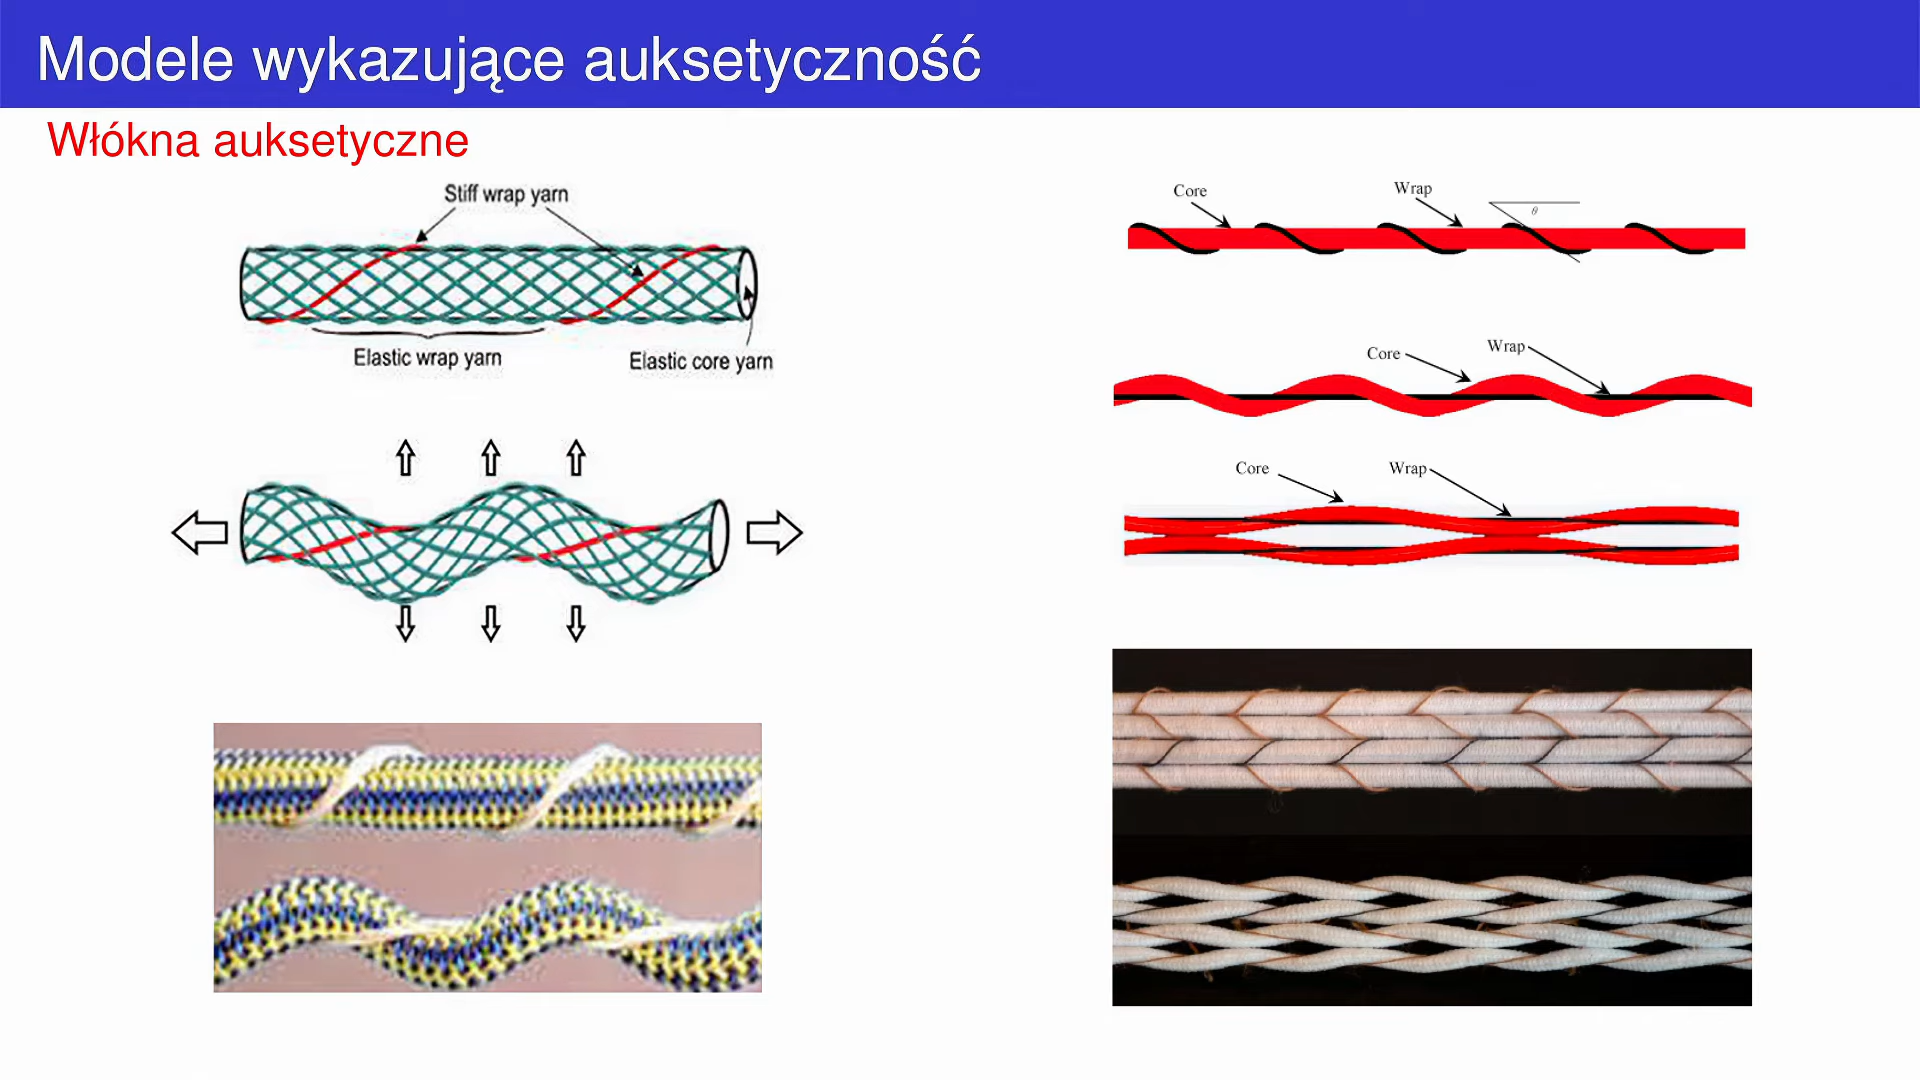 Modele wykazujące auksetyczność
Włókna auksetyczne
Stiff wrap yarn
Elastic wrap yarn
Elastic core yarn
Core
Wrap
θ
Core
Wrap
Core
Wrap